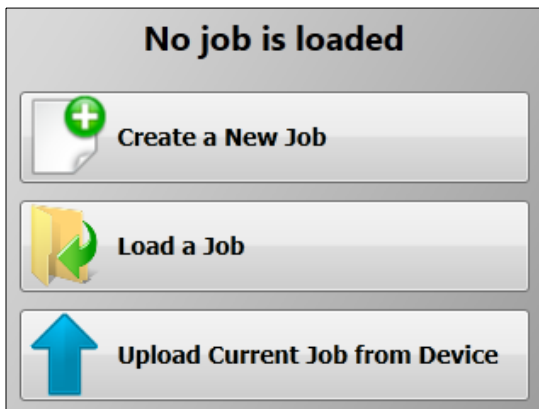 No job is loaded
Create a New Job
Load a Job
Upload Current Job from Device